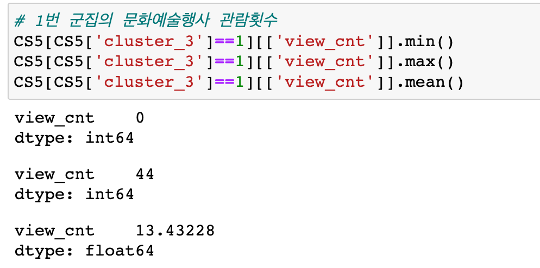 # 1번 군집의 문화예술행사 관람횟수
CS5[CS5['cluster_3']==1][['view_cnt']].min()
CS5[CS5['cluster_3']==1][['view_cnt']].max()
CS5[CS5['cluster_3']==1][['view_cnt']].mean()
view_cnt    0
dtype: int64
view_cnt    44
dtype: int64
view_cnt    13.43228
dtype: float64